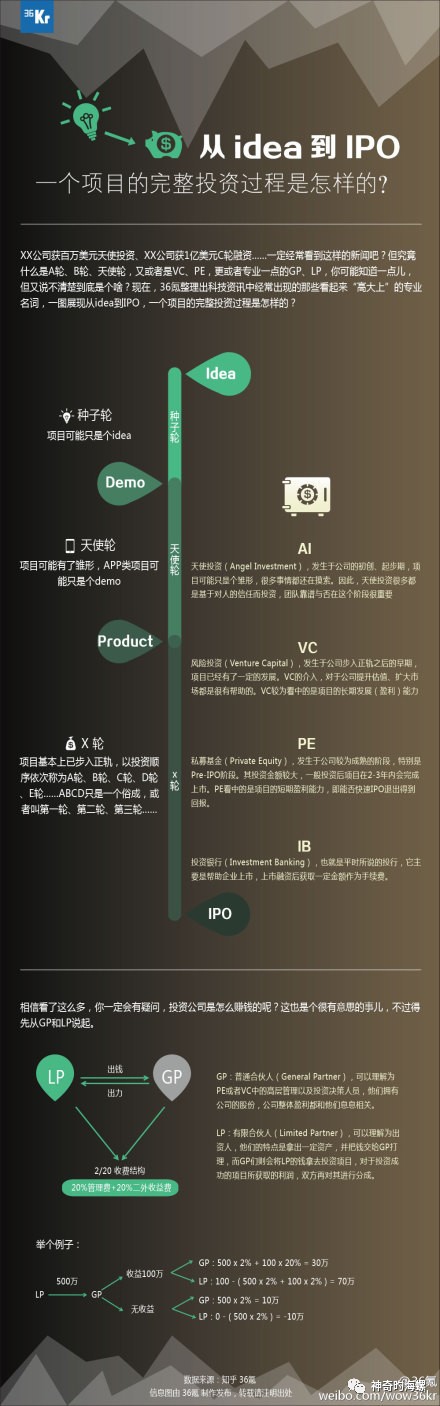 36Kr
从 idea 到 IPO
一个项目的完整投资过程是怎样的?
XX公司获百万美元天使投资、XX公司获1亿美元C轮融资......一定经常看到这样的新闻吧？但究竟
什么是A轮、B轮、天使轮，又或者是VC、PE，更或者专业一点的GP、LP，你可能知道一点儿，
但又说不清楚到底是个啥？现在，36氪整理出科技资讯中经常出现的那些看起来“高大上”的专业
名词，一图展现从idea到IPO，一个项目的完整投资过程是怎样的？
Idea
种子轮
种子轮
项目可能只是个idea
Demo
天使轮
天使轮
项目可能有了雏形，APP类项目可
能只是个demo
AI
天使投资（Angel Investment），发生于公司的初创、起步期，项
目可能只是个雏形，很多事情都还在摸索。因此，天使投资很多都
是基于对人的信任而投资，团队靠谱与否在这个阶段很重要
Product
VC
风险投资（Venture Capital），发生于公司步入正轨之后的早期，
项目已经有了一定的发展。VC的介入，对于公司提升估值、扩大市
场都是很有帮助的。VC较为看中的是项目的长期发展（盈利）能力
X 轮
项目基本上已步入正轨，以投资顺
序依次称为A轮、B轮、C轮、D轮
、E轮......ABCD只是一个俗成，或
者叫第一轮、第二轮、第三轮......
X轮
PE
私募基金（Private Equity），发生于公司较为成熟的阶段，特别是
Pre-IPO阶段。其投资金额较大，一般投资后项目在2-3年内会完成
上市。PE看中的是项目的短期盈利能力，即能否快速IPO退出得到
回报。
IB
投资银行（Investment Banking），也就是平时所说的投行，它主
要是帮助企业上市，上市融资后获取一定金额作为手续费。
IPO
相信看了这么多，你一定会有疑问，投资公司是怎么赚钱的呢？这也是个很有意思的事儿，不过得
先从GP和LP说起。
LP
出钱
出力
GP
2/20 收费结构
20%管理费+20%二外收益费
GP：普通合伙人（General Partner），可以理解为
PE或者VC中的高层管理以及投资决策人员，他们拥有
公司的股份，公司整体盈利都和他们息息相关。
LP：有限合伙人（Limited Partner），可以理解为出
资人，他们的特点是拿出一定资产，并把钱交给GP打
理，而GP们则会将LP的钱拿去投资项目，对于投资成
功的项目所获取的利润，双方再对其进行分成。
举个例子：
LP
500万
GP
收益100万
GP：500 x 2% + 100 x 20% = 30万
LP：100 -（500 x 2% + 100 x 2%）= 70万
无收益
GP：500 x 2% = 10万
LP：0 -（500 x 2%）= -10万
数据来源：知乎 36氪
信息图由 36氪 制作发布，转载请注明出处
神奇的海螺
weibo.com/wow36kr